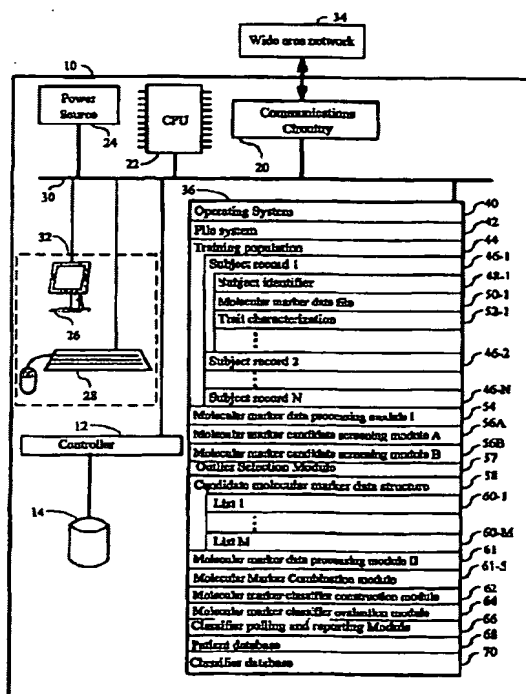 34
Wide area network
10
Power Source
24
CPU
22
Communications Circuitry
20
30
36
32
26
28
12
Controller
14
Operating System 40
File system 42
Training population 44
Subject record 1 46-1
Subject identifier 48-1
Molecular marker data file 50-1
Trait characterization 52-1
Subject record 2 46-2
Subject record N 46-N
Molecular marker data processing module I 54
Molecular marker candidate screening module A 56A
Molecular marker candidate screening module B 56B
Outlier Selection Module 57
Candidate molecular marker data structure 58
List 1 60-1
List M 60-M
Molecular marker data processing module II 61
Molecular Marker Combination module 61-5
Molecular marker classifier construction module 62
Molecular marker classifier evaluation module 64
Classifier polling and reporting Module 66
Patient database 68
Classifier database 70